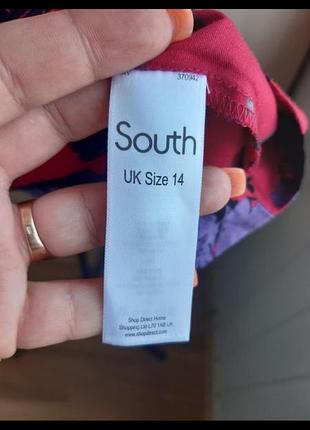 370942
South
UK Size 14
Shop Direct Home
Shopping Ltd L70 1AB UK
www.shopdirect.com